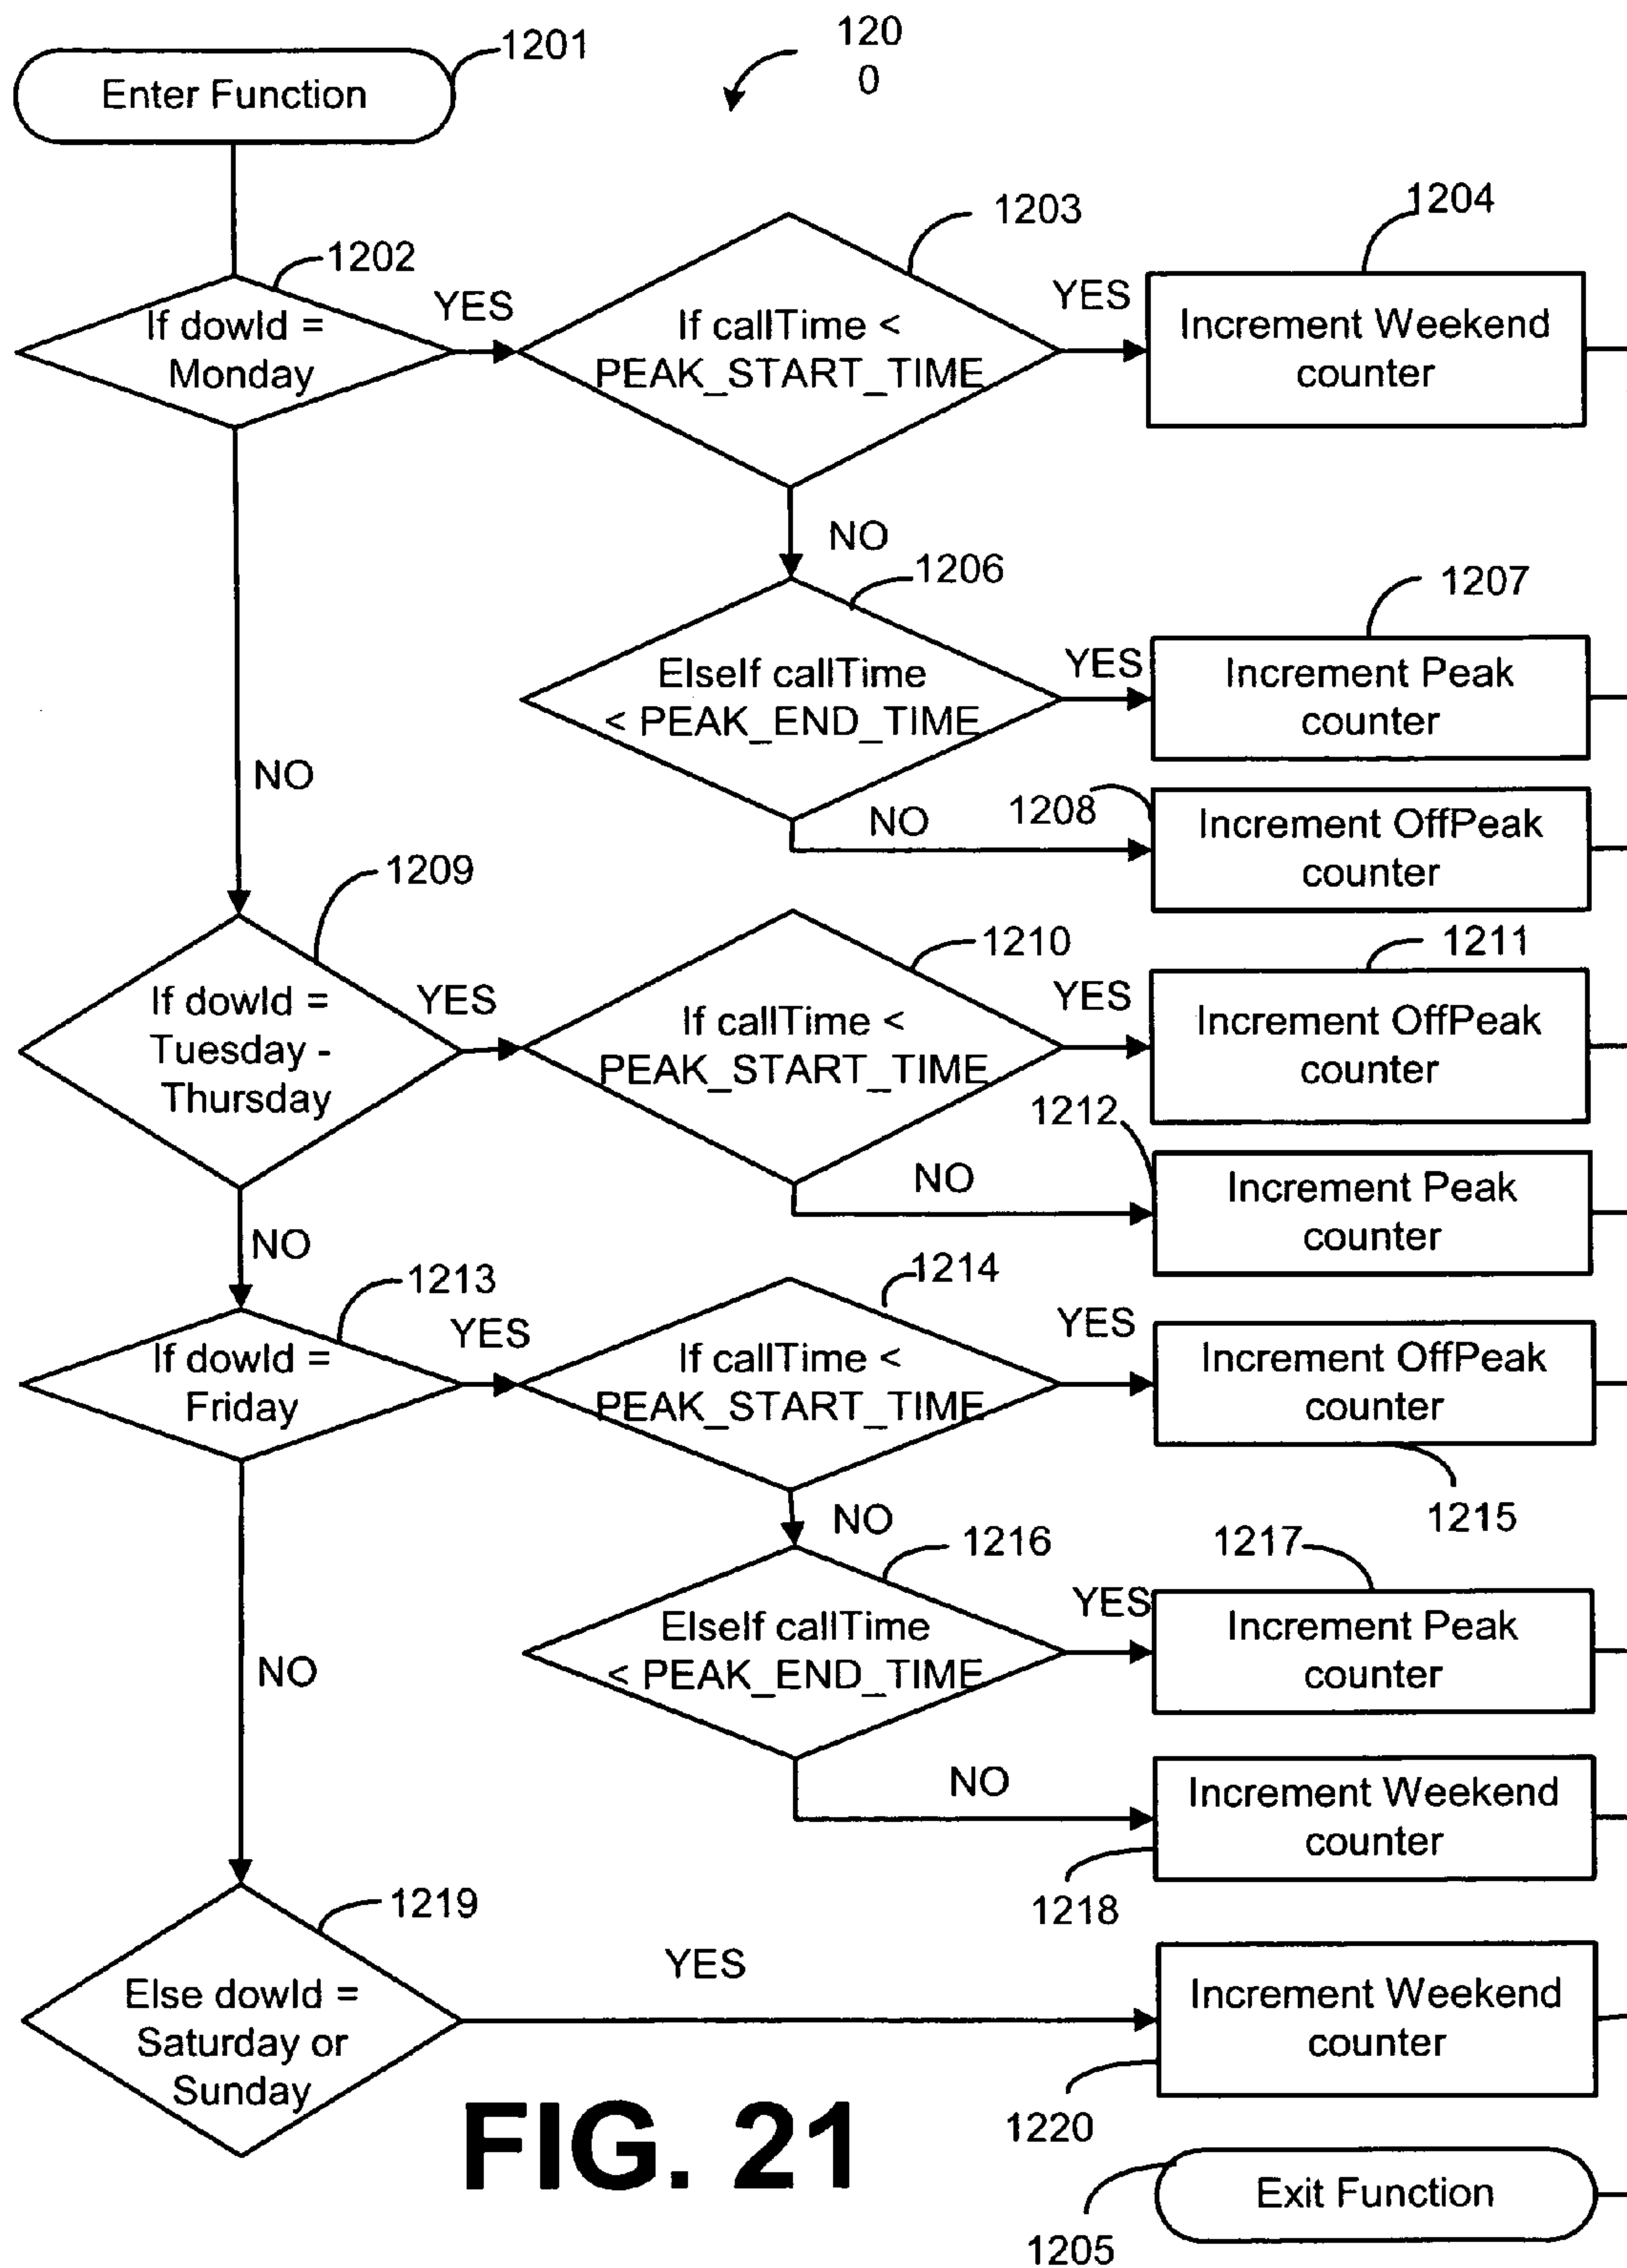 120
0
1201
Enter Function
1202
If dowId =
Monday
YES
1203
If callTime <
PEAK_START_TIME
YES
1204
Increment Weekend
counter
NO
1206
ElseIf callTime
< PEAK_END_TIME
YES
1207
Increment Peak
counter
NO
1208
Increment OffPeak
counter
NO
1209
If dowId =
Tuesday -
Thursday
YES
1210
If callTime <
PEAK_START_TIME
YES
1211
Increment OffPeak
counter
NO
1212
Increment Peak
counter
NO
1213
If dowId =
Friday
YES
1214
If callTime <
PEAK_START_TIME
YES
Increment OffPeak
counter
1215
NO
1216
ElseIf callTime
< PEAK_END_TIME
YES
1217
Increment Peak
counter
NO
Increment Weekend
counter
1218
NO
1219
Else dowId =
Saturday or
Sunday
YES
Increment Weekend
counter
1220
Exit Function
1205
FIG. 21